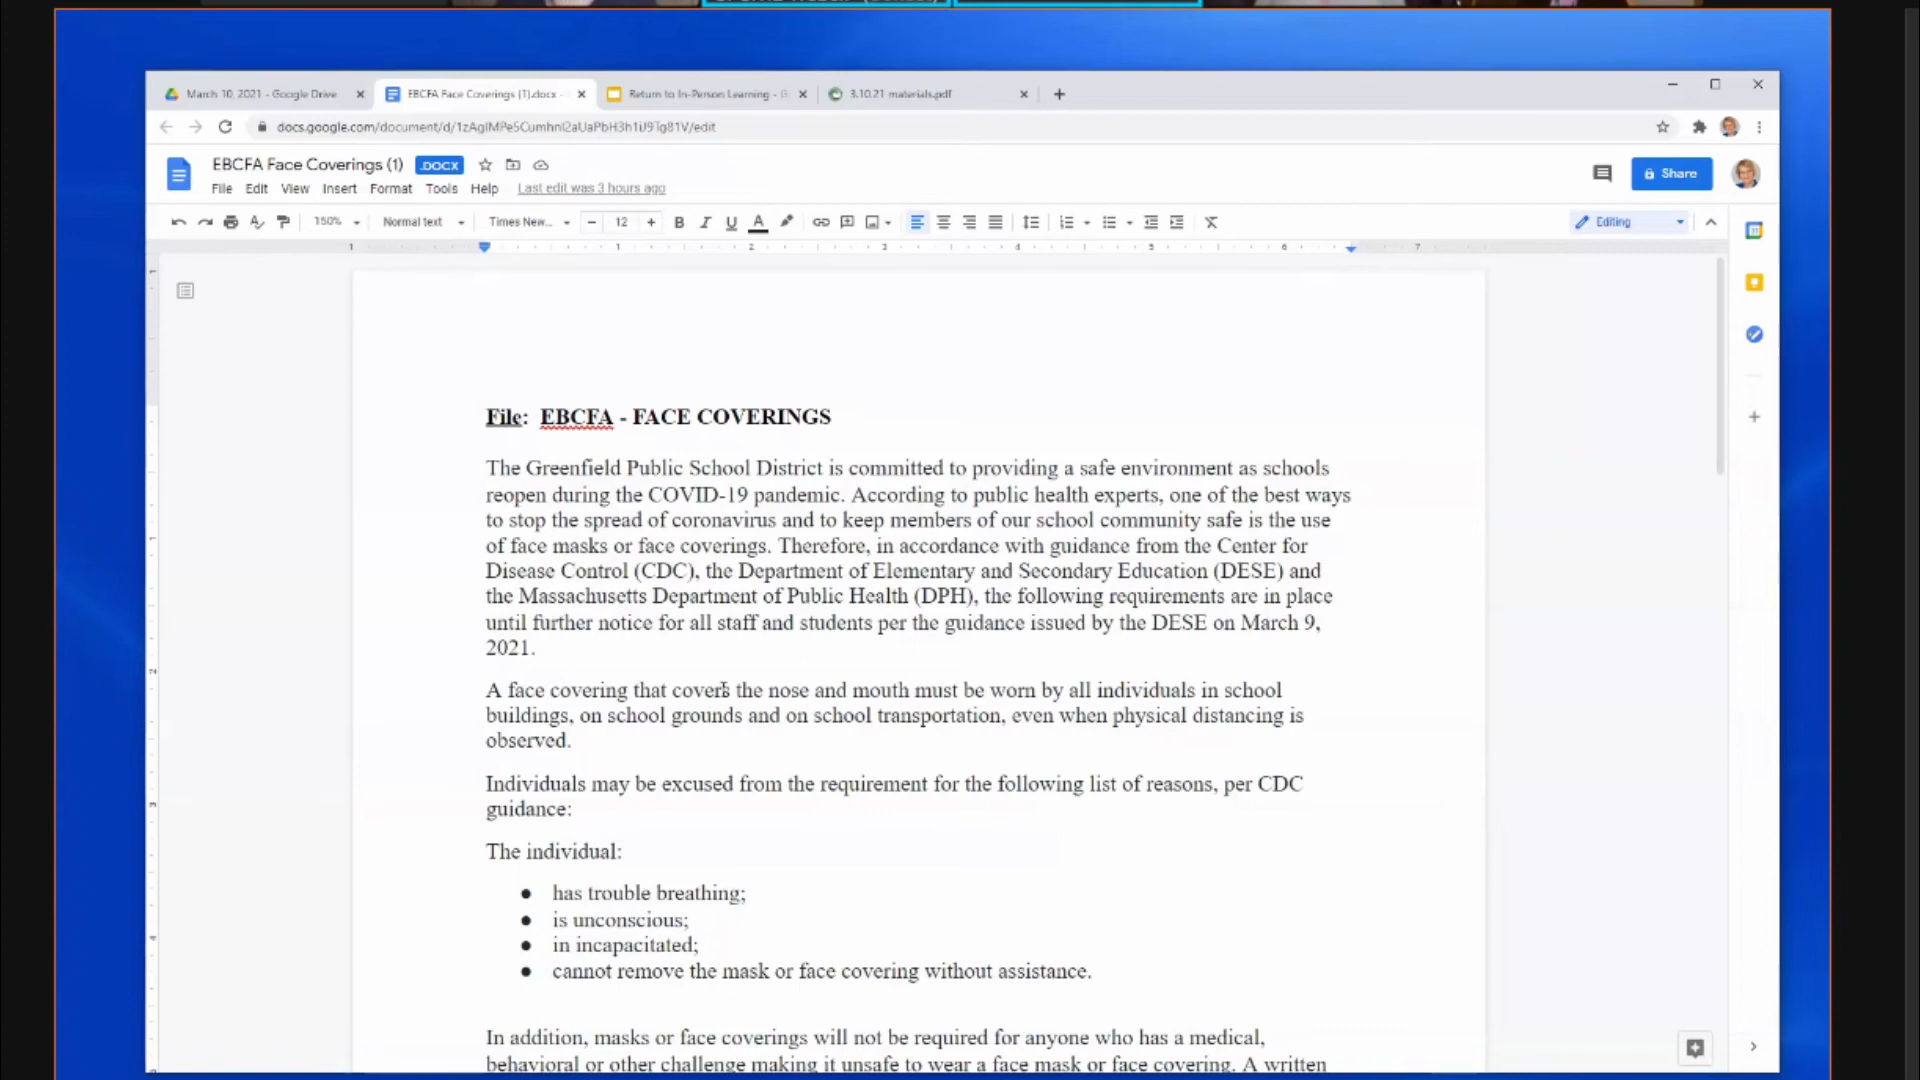 March 10, 2021 - Google Drive
EBCFA Face Coverings (1).docx -
Return to In-Person Learning - G
3.10.21 materials.pdf
EBCFA Face Coverings (1) .DOCX
File Edit View Insert Format Tools Help Last edit was 3 hours ago
Share
150% Normal text Times New... 12 Editing
1 1 2 3 4 5 6 7
File: EBCFA - FACE COVERINGS
The Greenfield Public School District is committed to providing a safe environment as schools
reopen during the COVID-19 pandemic. According to public health experts, one of the best ways
to stop the spread of coronavirus and to keep members of our school community safe is the use
of face masks or face coverings. Therefore, in accordance with guidance from the Center for
Disease Control (CDC), the Department of Elementary and Secondary Education (DESE) and
the Massachusetts Department of Public Health (DPH), the following requirements are in place
until further notice for all staff and students per the guidance issued by the DESE on March 9,
2021.
A face covering that covers the nose and mouth must be worn by all individuals in school
buildings, on school grounds and on school transportation, even when physical distancing is
observed.
Individuals may be excused from the requirement for the following list of reasons, per CDC
guidance:
The individual:
● has trouble breathing;
● is unconscious;
● in incapacitated;
● cannot remove the mask or face covering without assistance.
In addition, masks or face coverings will not be required for anyone who has a medical,
behavioral or other challenge making it unsafe to wear a face mask or face covering. A written